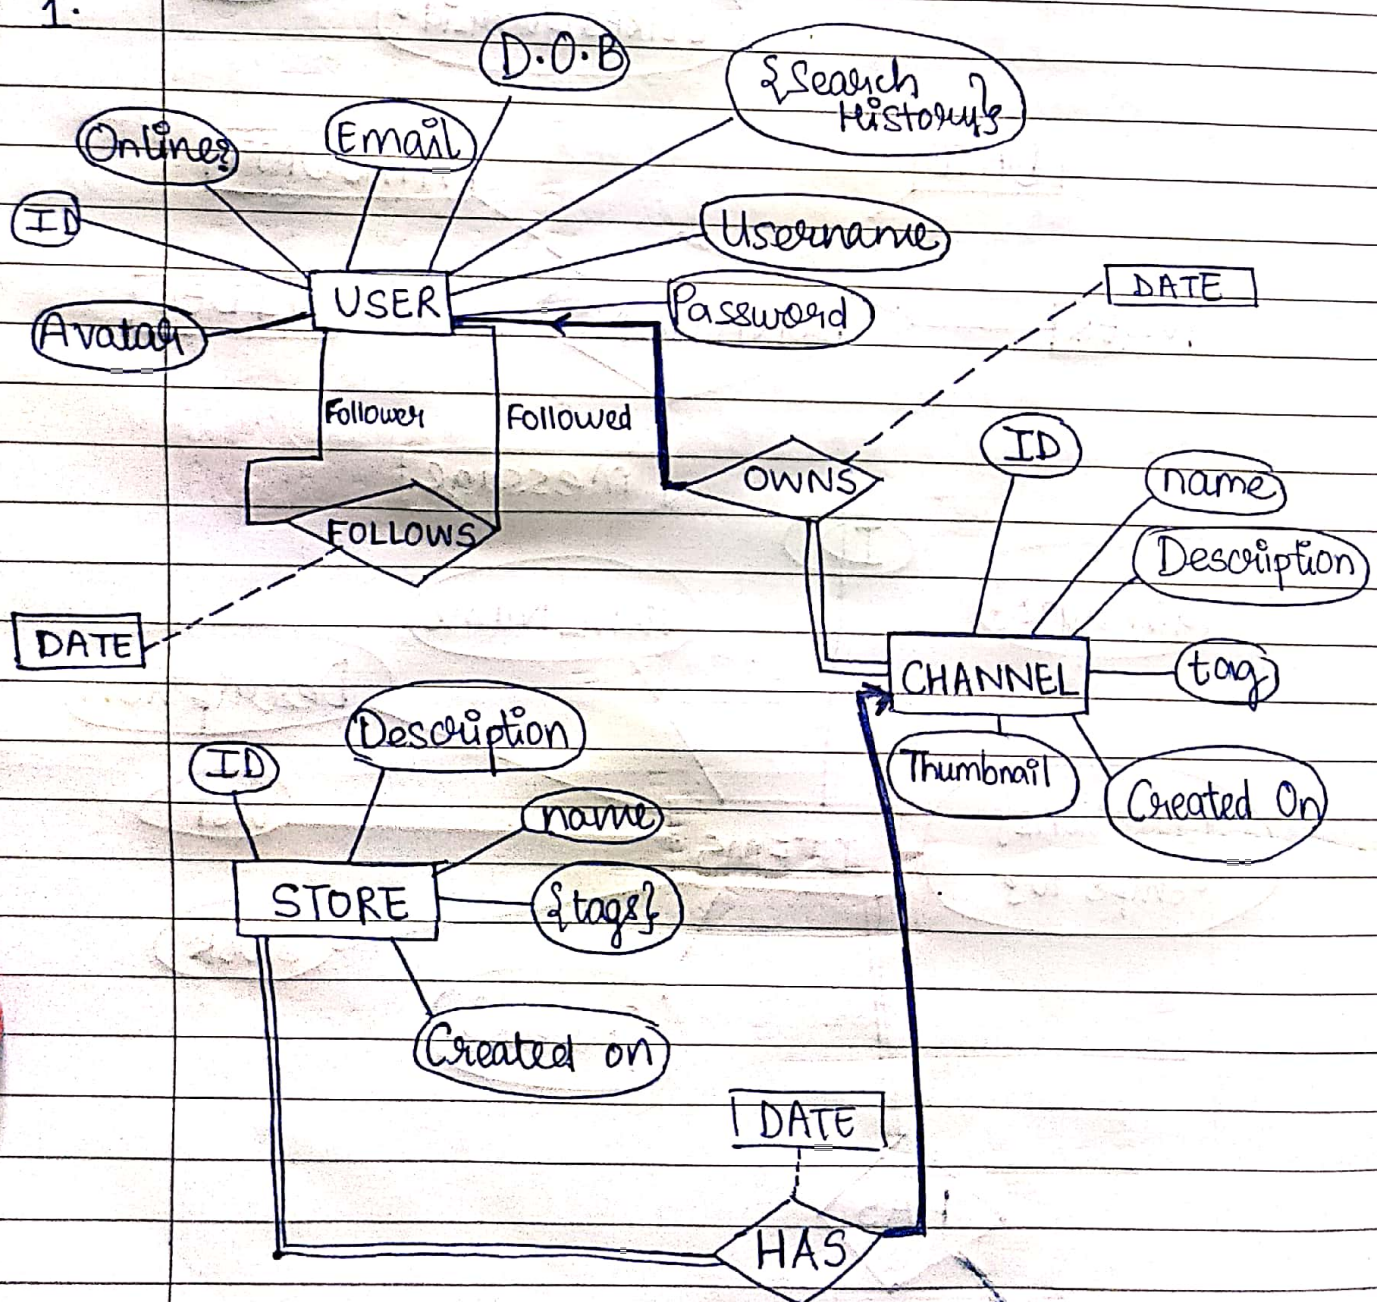 1.
D.O.B
{Search
History}
Online?
Email
ID
Username
DATE
USER
Password
Avatar
Follower
Followed
ID
OWNS
name
FOLLOWS
Description
DATE
CHANNEL
tag
Description
ID
Thumbnail
Created On
name
STORE
{tags}
Created on
DATE
HAS